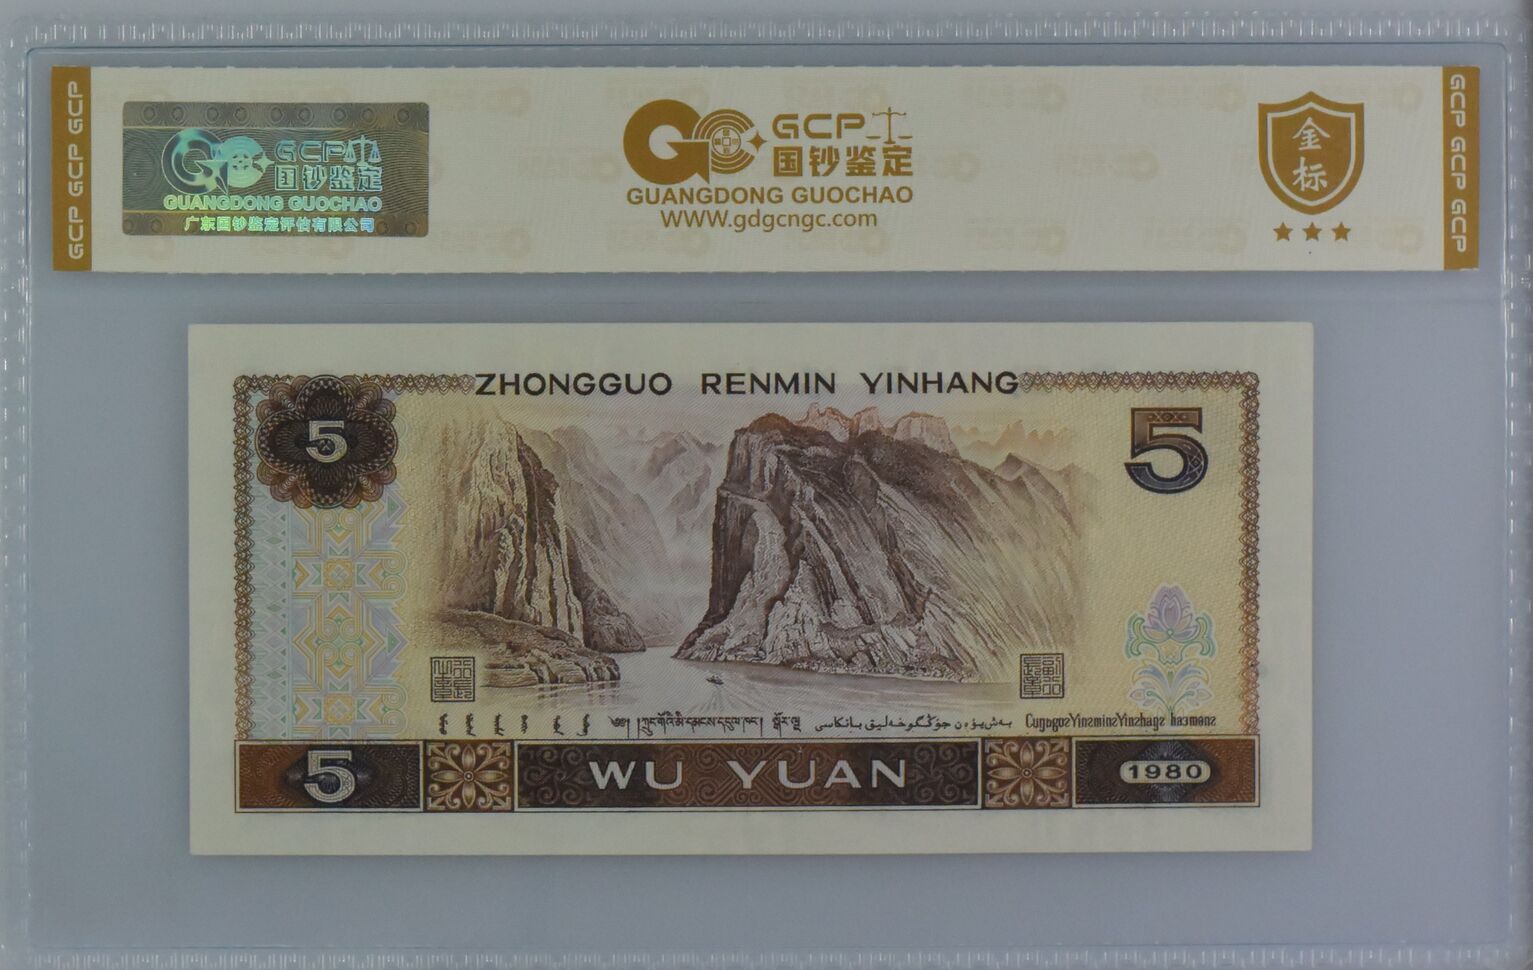 GCP GCP GCP
GCP 国钞鉴定
GUANGDONG GUOCHAO
广东国钞鉴定评估有限公司
GCP
国钞鉴定
GUANGDONG GUOCHAO
WWW.gdgcngc.com
金标
GCP GCP GCP
ZHONGGUO RENMIN YINHANG
5
5
5
WU YUAN
1980